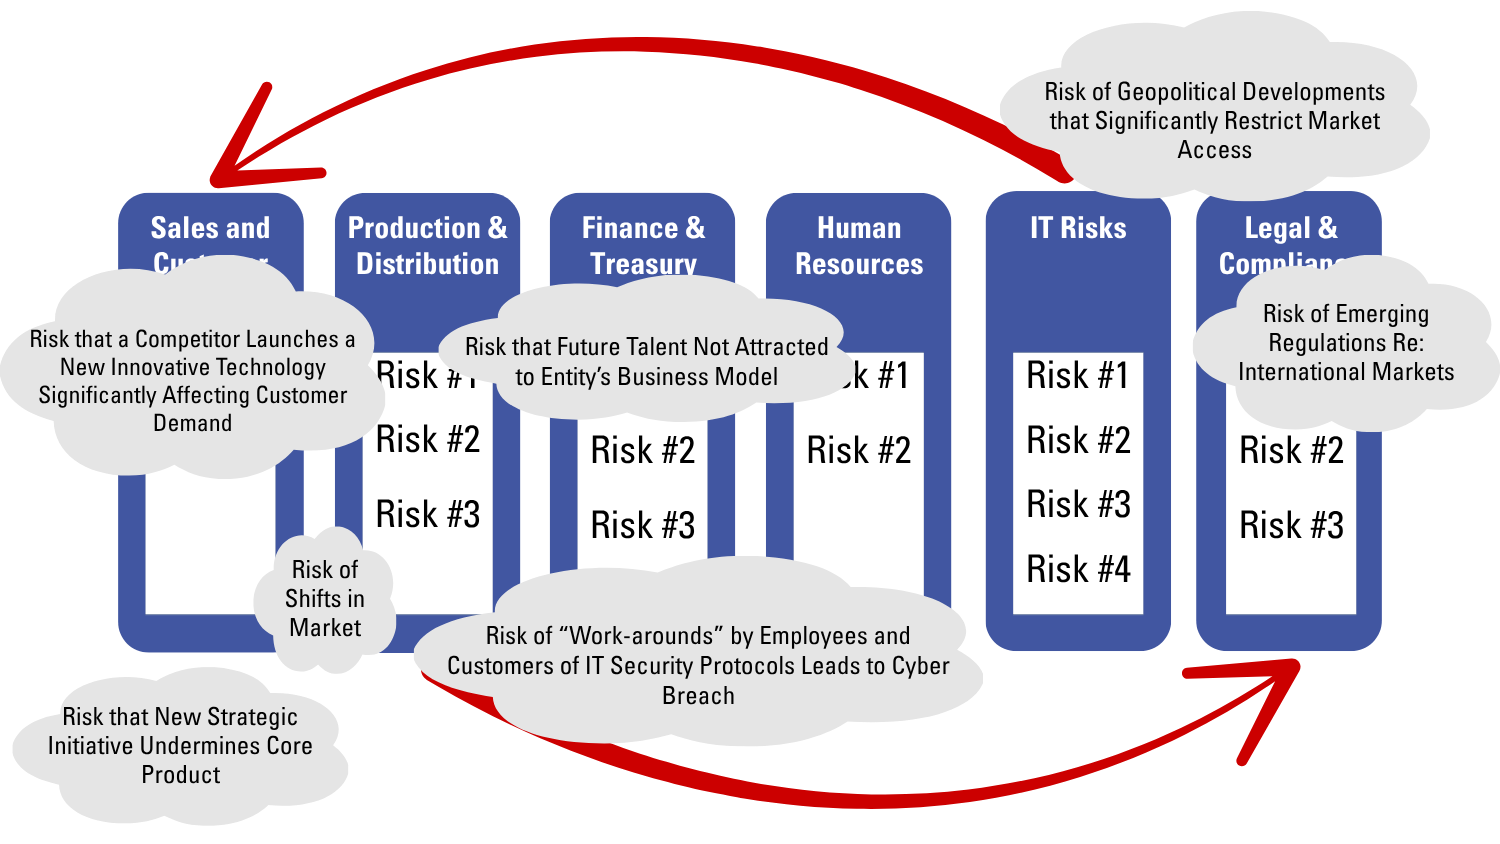 Risk of Geopolitical Developments
that Significantly Restrict Market
Access
Sales and
Production &
Distribution
Finance &
Treasury
Human
Resources
IT Risks
Legal &
Compliance
Risk that a Competitor Launches a
New Innovative Technology
Significantly Affecting Customer
Demand
Risk #1
Risk #2
Risk #3
Risk that Future Talent Not Attracted
to Entity’s Business Model
Risk #2
Risk #3
#1
Risk #2
Risk #1
Risk #2
Risk #3
Risk #4
Risk of Emerging
Regulations Re:
International Markets
Risk #2
Risk #3
Risk of
Shifts in
Market
Risk of “Work-arounds” by Employees and
Customers of IT Security Protocols Leads to Cyber
Breach
Risk that New Strategic
Initiative Undermines Core
Product